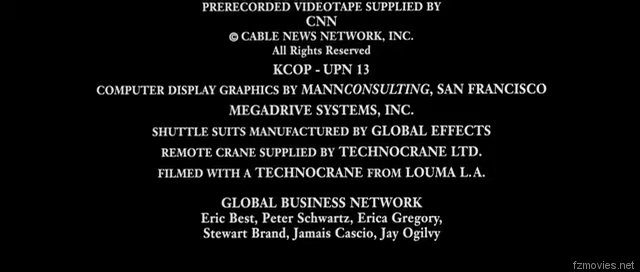 PRERECORDED VIDEOTAPE SUPPLIED BY
CNN
© CABLE NEWS NETWORK, INC.
All Rights Reserved
KCOP - UPN 13
COMPUTER DISPLAY GRAPHICS BY MANNCONSULTING, SAN FRANCISCO
MEGADRIVE SYSTEMS, INC.
SHUTTLE SUITS MANUFACTURED BY GLOBAL EFFECTS
REMOTE CRANE SUPPLIED BY TECHNOCRANE LTD.
FILMED WITH A TECHNOCRANE FROM LOUMA L.A.
GLOBAL BUSINESS NETWORK
Eric Best, Peter Schwartz, Erica Gregory,
Stewart Brand, Jamais Cascio, Jay Ogilvy
fzmovies.net